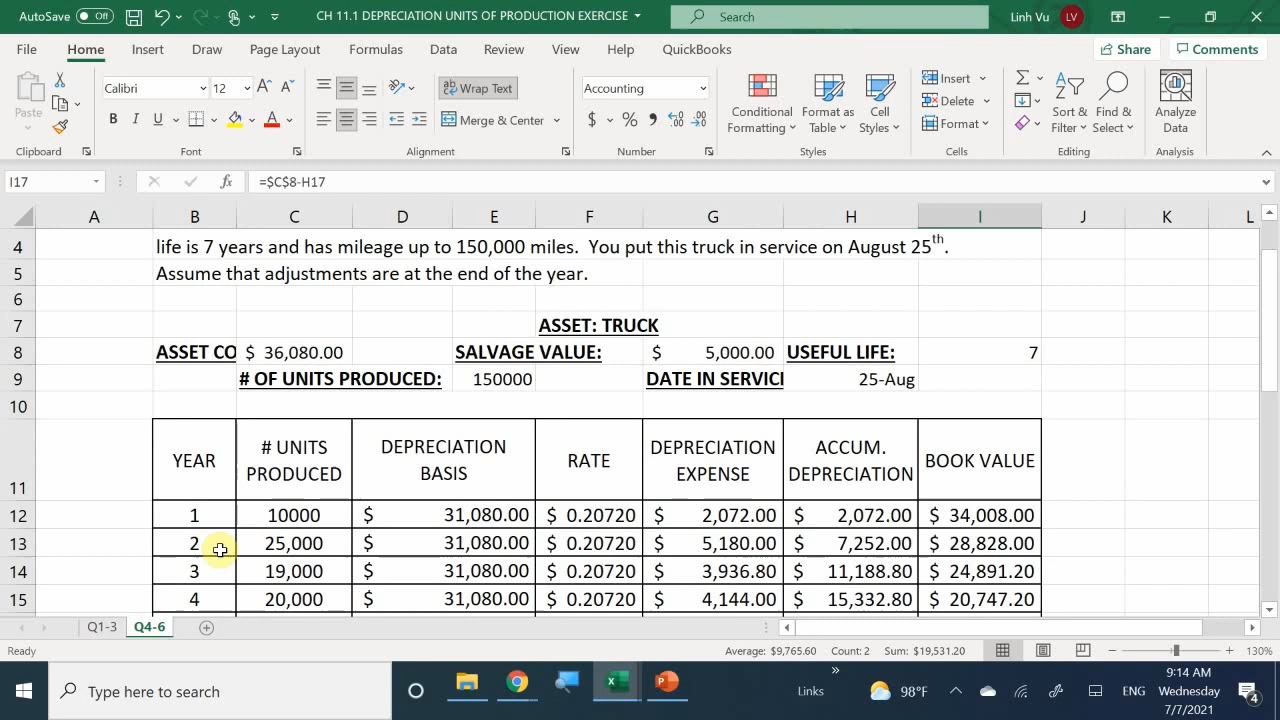 AutoSave Off CH 11.1 DEPRECIATION UNITS OF PRODUCTION EXERCISE Search Linh Vu LV
File Home Insert Draw Page Layout Formulas Data Review View Help QuickBooks Share Comments
Paste Calibri 12 Wrap Text Accounting Insert
B I U Merge & Center $ % Conditional Formatting Format as Table Cell Styles Delete Format Sort & Filter Find & Select Analyze Data
Clipboard Font Alignment Number Styles Cells Editing Analysis
I17 fx =$C$8-H17
A B C D E F G H I J K L
4 life is 7 years and has mileage up to 150,000 miles. You put this truck in service on August 25th.
5 Assume that adjustments are at the end of the year.
6
7 ASSET: TRUCK
8 ASSET CO $ 36,080.00 SALVAGE VALUE: $ 5,000.00 USEFUL LIFE: 7
9 # OF UNITS PRODUCED: 150000 DATE IN SERVICI 25-Aug
10
11 YEAR # UNITS PRODUCED DEPRECIATION BASIS RATE DEPRECIATION EXPENSE ACCUM. DEPRECIATION BOOK VALUE
12 1 10000 $ 31,080.00 $ 0.20720 $ 2,072.00 $ 2,072.00 $ 34,008.00
13 2 25,000 $ 31,080.00 $ 0.20720 $ 5,180.00 $ 7,252.00 $ 28,828.00
14 3 19,000 $ 31,080.00 $ 0.20720 $ 3,936.80 $ 11,188.80 $ 24,891.20
15 4 20,000 $ 31,080.00 $ 0.20720 $ 4,144.00 $ 15,332.80 $ 20,747.20
Q1-3 Q4-6
Ready Average: $9,765.60 Count: 2 Sum: $19,531.20 130%
Type here to search Links 98°F ENG 9:14 AM
Wednesday
7/7/2021 4